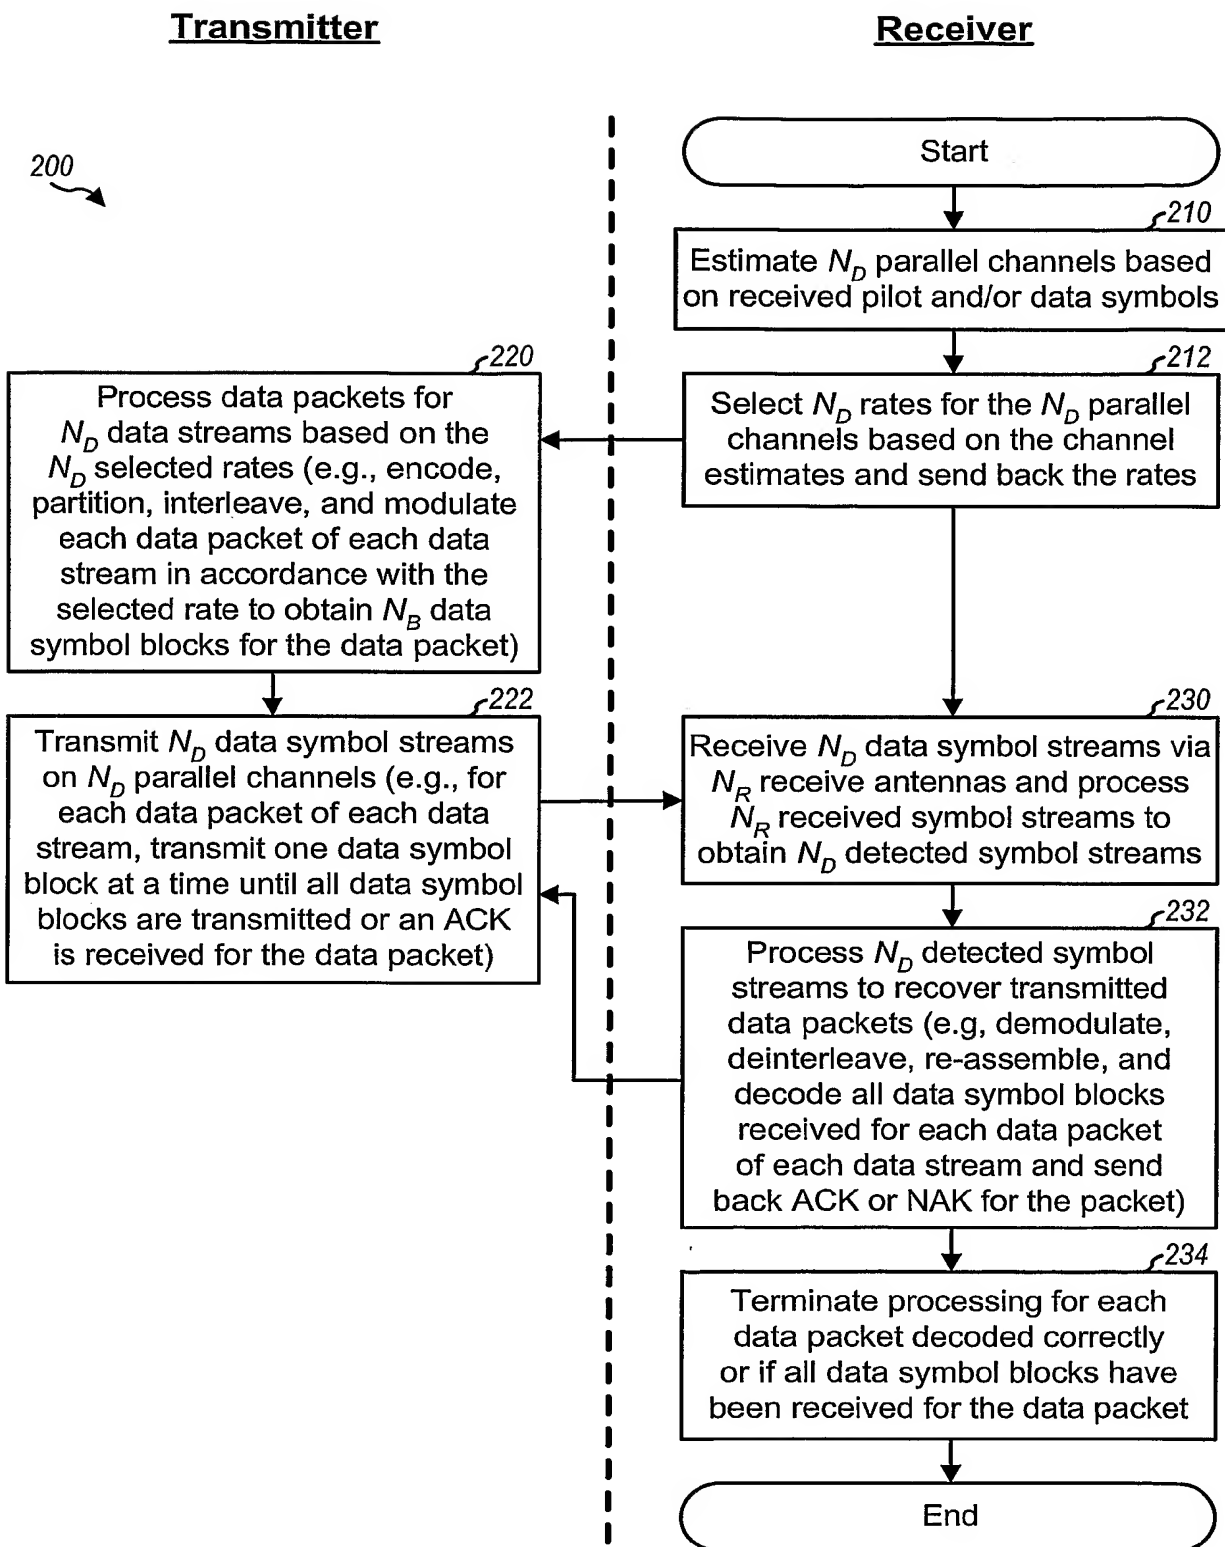 Transmitter
Receiver
200
Start
210
Estimate N_D parallel channels based
on received pilot and/or data symbols
212
Select N_D rates for the N_D parallel
channels based on the channel
estimates and send back the rates
220
Process data packets for
N_D data streams based on the
N_D selected rates (e.g., encode,
partition, interleave, and modulate
each data packet of each data
stream in accordance with the
selected rate to obtain N_B data
symbol blocks for the data packet)
222
Transmit N_D data symbol streams
on N_D parallel channels (e.g., for
each data packet of each data
stream, transmit one data symbol
block at a time until all data symbol
blocks are transmitted or an ACK
is received for the data packet)
230
Receive N_D data symbol streams via
N_R receive antennas and process
N_R received symbol streams to
obtain N_D detected symbol streams
232
Process N_D detected symbol
streams to recover transmitted
data packets (e.g, demodulate,
deinterleave, re-assemble, and
decode all data symbol blocks
received for each data packet
of each data stream and send
back ACK or NAK for the packet)
234
Terminate processing for each
data packet decoded correctly
or if all data symbol blocks have
been received for the data packet
End